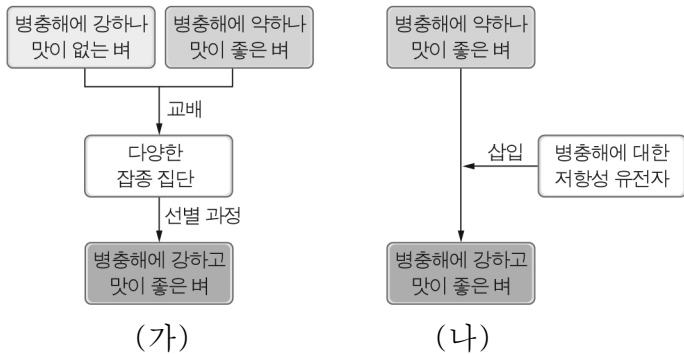 병충해에 강하나
맛이 없는 벼
병충해에 약하나
맛이 좋은 벼
교배
다양한
잡종 집단
선별 과정
병충해에 강하고
맛이 좋은 벼
(가)
병충해에 약하나
맛이 좋은 벼
삽입
병충해에 대한
저항성 유전자
병충해에 강하고
맛이 좋은 벼
(나)